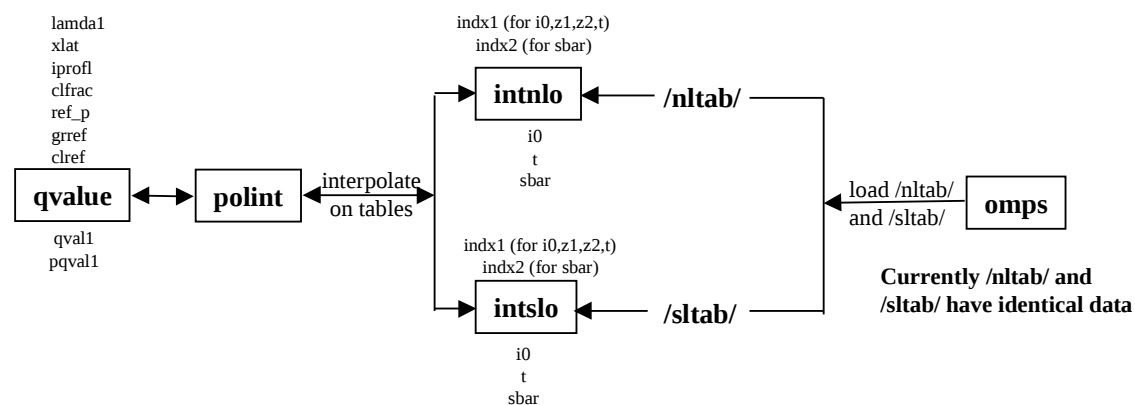 lamda1
xlat
iprofl
clfrac
ref_p
grref
clref
qvalue
qval1
pqval1
polint
interpolate
on tables
indx1 (for i0,z1,z2,t)
indx2 (for sbar)
intnlo
i0
t
sbar
/nltab/
indx1 (for i0,z1,z2,t)
indx2 (for sbar)
intslo
i0
t
sbar
/sltab/
load /nltab/
and /sltab/
omps
Currently /nltab/ and
/sltab/ have identical data